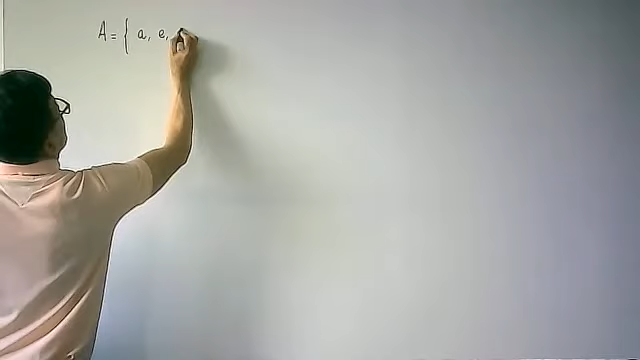 A = { a, e,